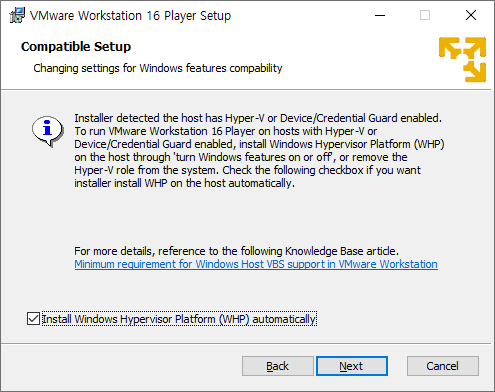 VMware Workstation 16 Player Setup
Compatible Setup
Changing settings for Windows features compability
Installer detected the host has Hyper-V or Device/Credential Guard enabled.
To run VMware Workstation 16 Player on hosts with Hyper-V or
Device/Credential Guard enabled, install Windows Hypervisor Platform (WHP)
on the host through 'turn Windows features on or off', or remove the
Hyper-V role from the system. Check the following checkbox if you want
installer install WHP on the host automatically.
For more details, reference to the following Knowledge Base article.
Minimum requirement for Windows Host VBS support in VMware Workstation
Install Windows Hypervisor Platform (WHP) automatically
Back Next Cancel